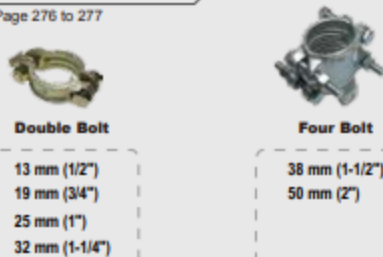 Page 276 to 277
Double Bolt
13 mm (1/2")
19 mm (3/4")
25 mm (1")
32 mm (1-1/4")
Four Bolt
38 mm (1-1/2")
50 mm (2")